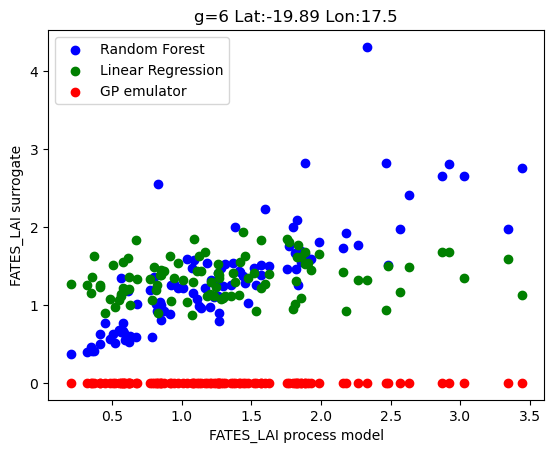 g=6 Lat:-19.89 Lon:17.5
Random Forest
Linear Regression
GP emulator
FATES_LAI surrogate
4
3
2
1
0
0.5 1.0 1.5 2.0 2.5 3.0 3.5
FATES_LAI process model